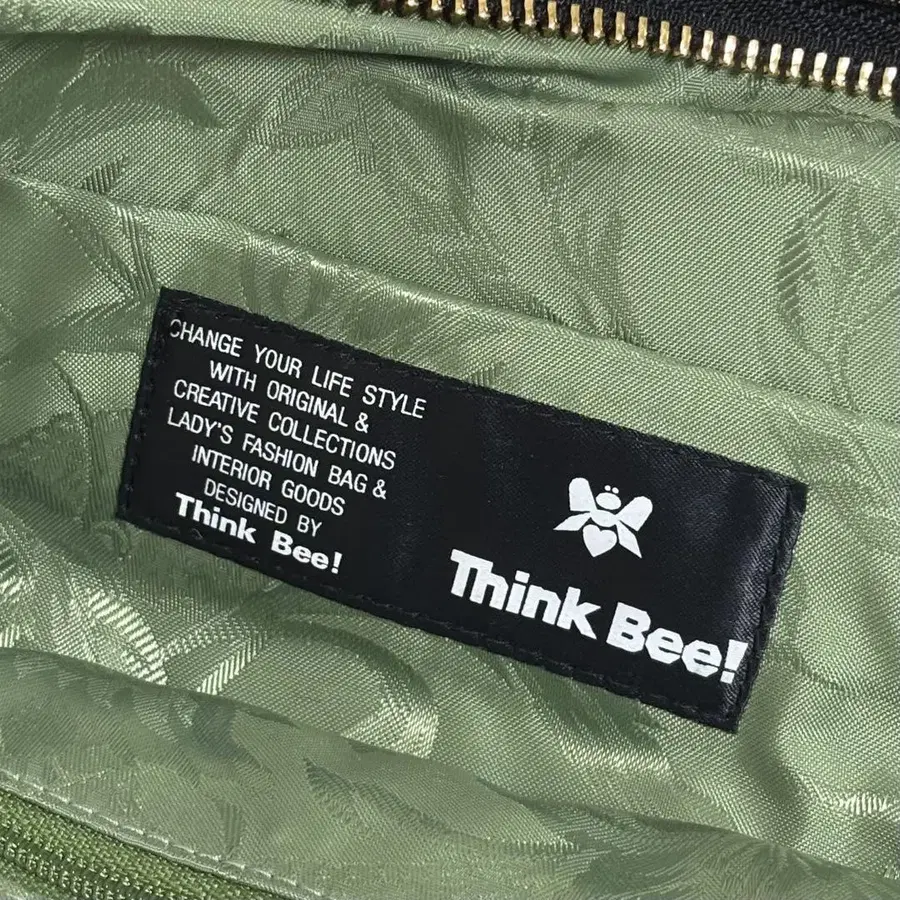 CHANGE YOUR LIFE STYLE
WITH ORIGINAL &
CREATIVE COLLECTIONS
LADY'S FASHION BAG &
INTERIOR GOODS
DESIGNED BY
Think Bee!
Think Bee!